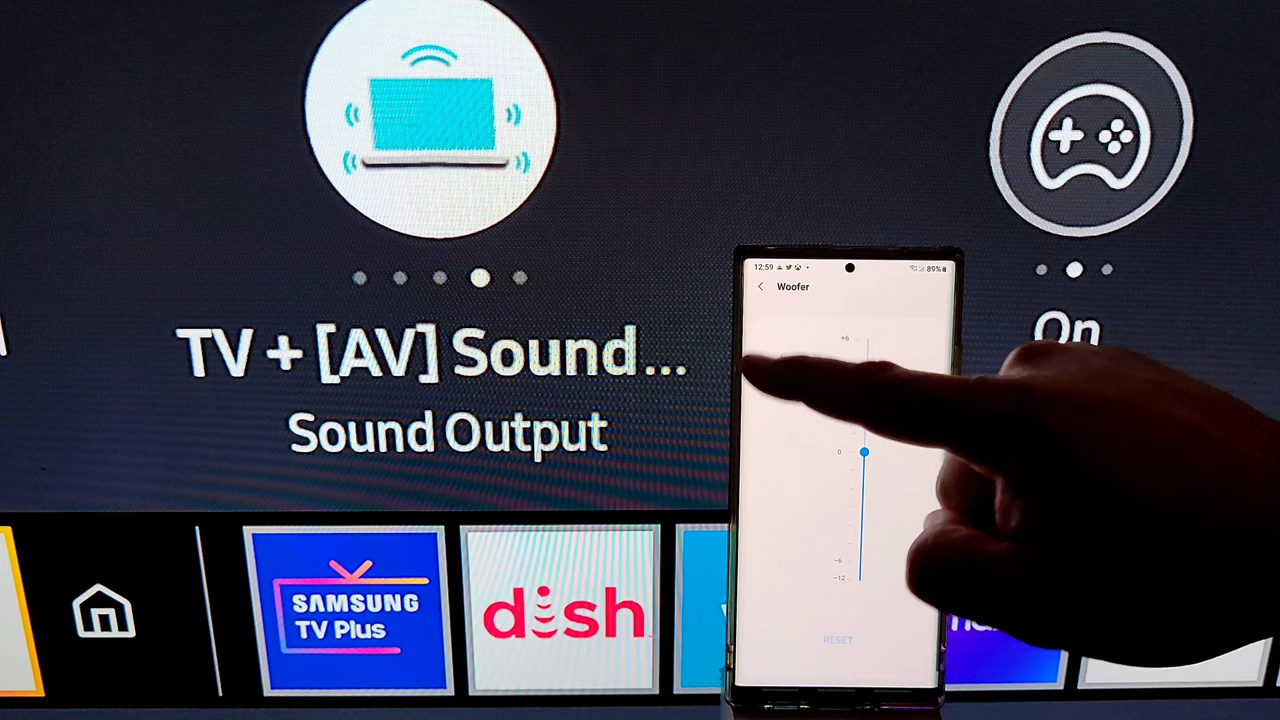 TV + [AV] Sound...
Sound Output
On
12:59
89%
Woofer
+6
0
-6
-12
RESET
SAMSUNG
TV Plus
dish